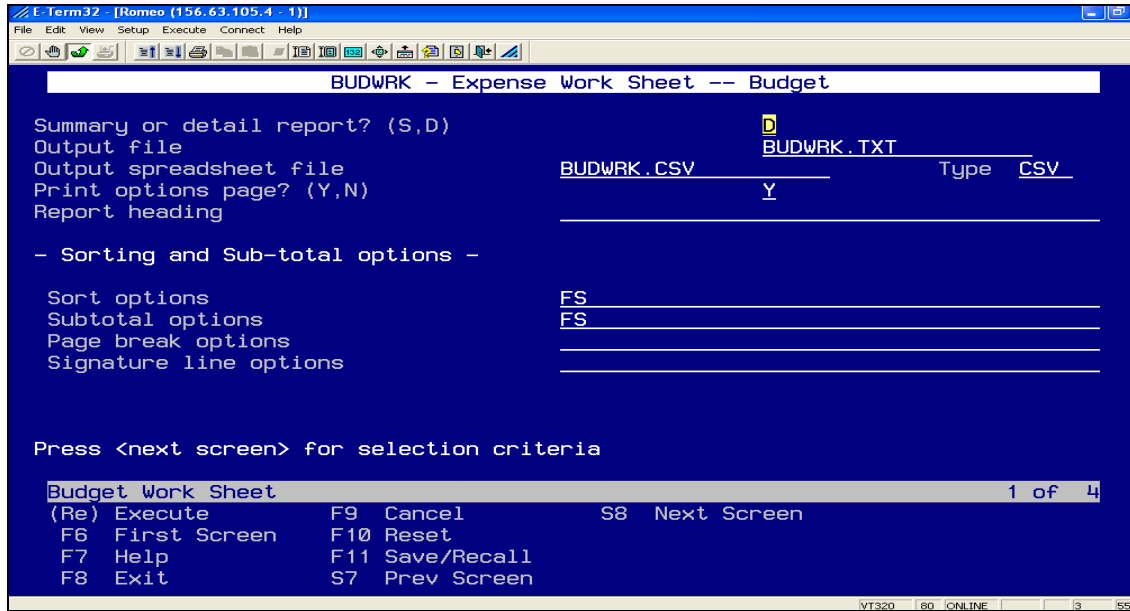 E-Term32 - [Romeo (156.63.105.4 - 1)]
File Edit View Setup Execute Connect Help
132
BUDWRK - Expense Work Sheet -- Budget
Summary or detail report? (S,D) D
Output file BUDWRK.TXT
Output spreadsheet file BUDWRK.CSV Type CSV
Print options page? (Y,N) Y
Report heading
- Sorting and Sub-total options -
Sort options FS
Subtotal options FS
Page break options
Signature line options
Press <next screen> for selection criteria
Budget Work Sheet 1 of 4
(Re) Execute F9 Cancel S8 Next Screen
F6 First Screen F10 Reset
F7 Help F11 Save/Recall
F8 Exit S7 Prev Screen
VT320 80 ONLINE 3 55